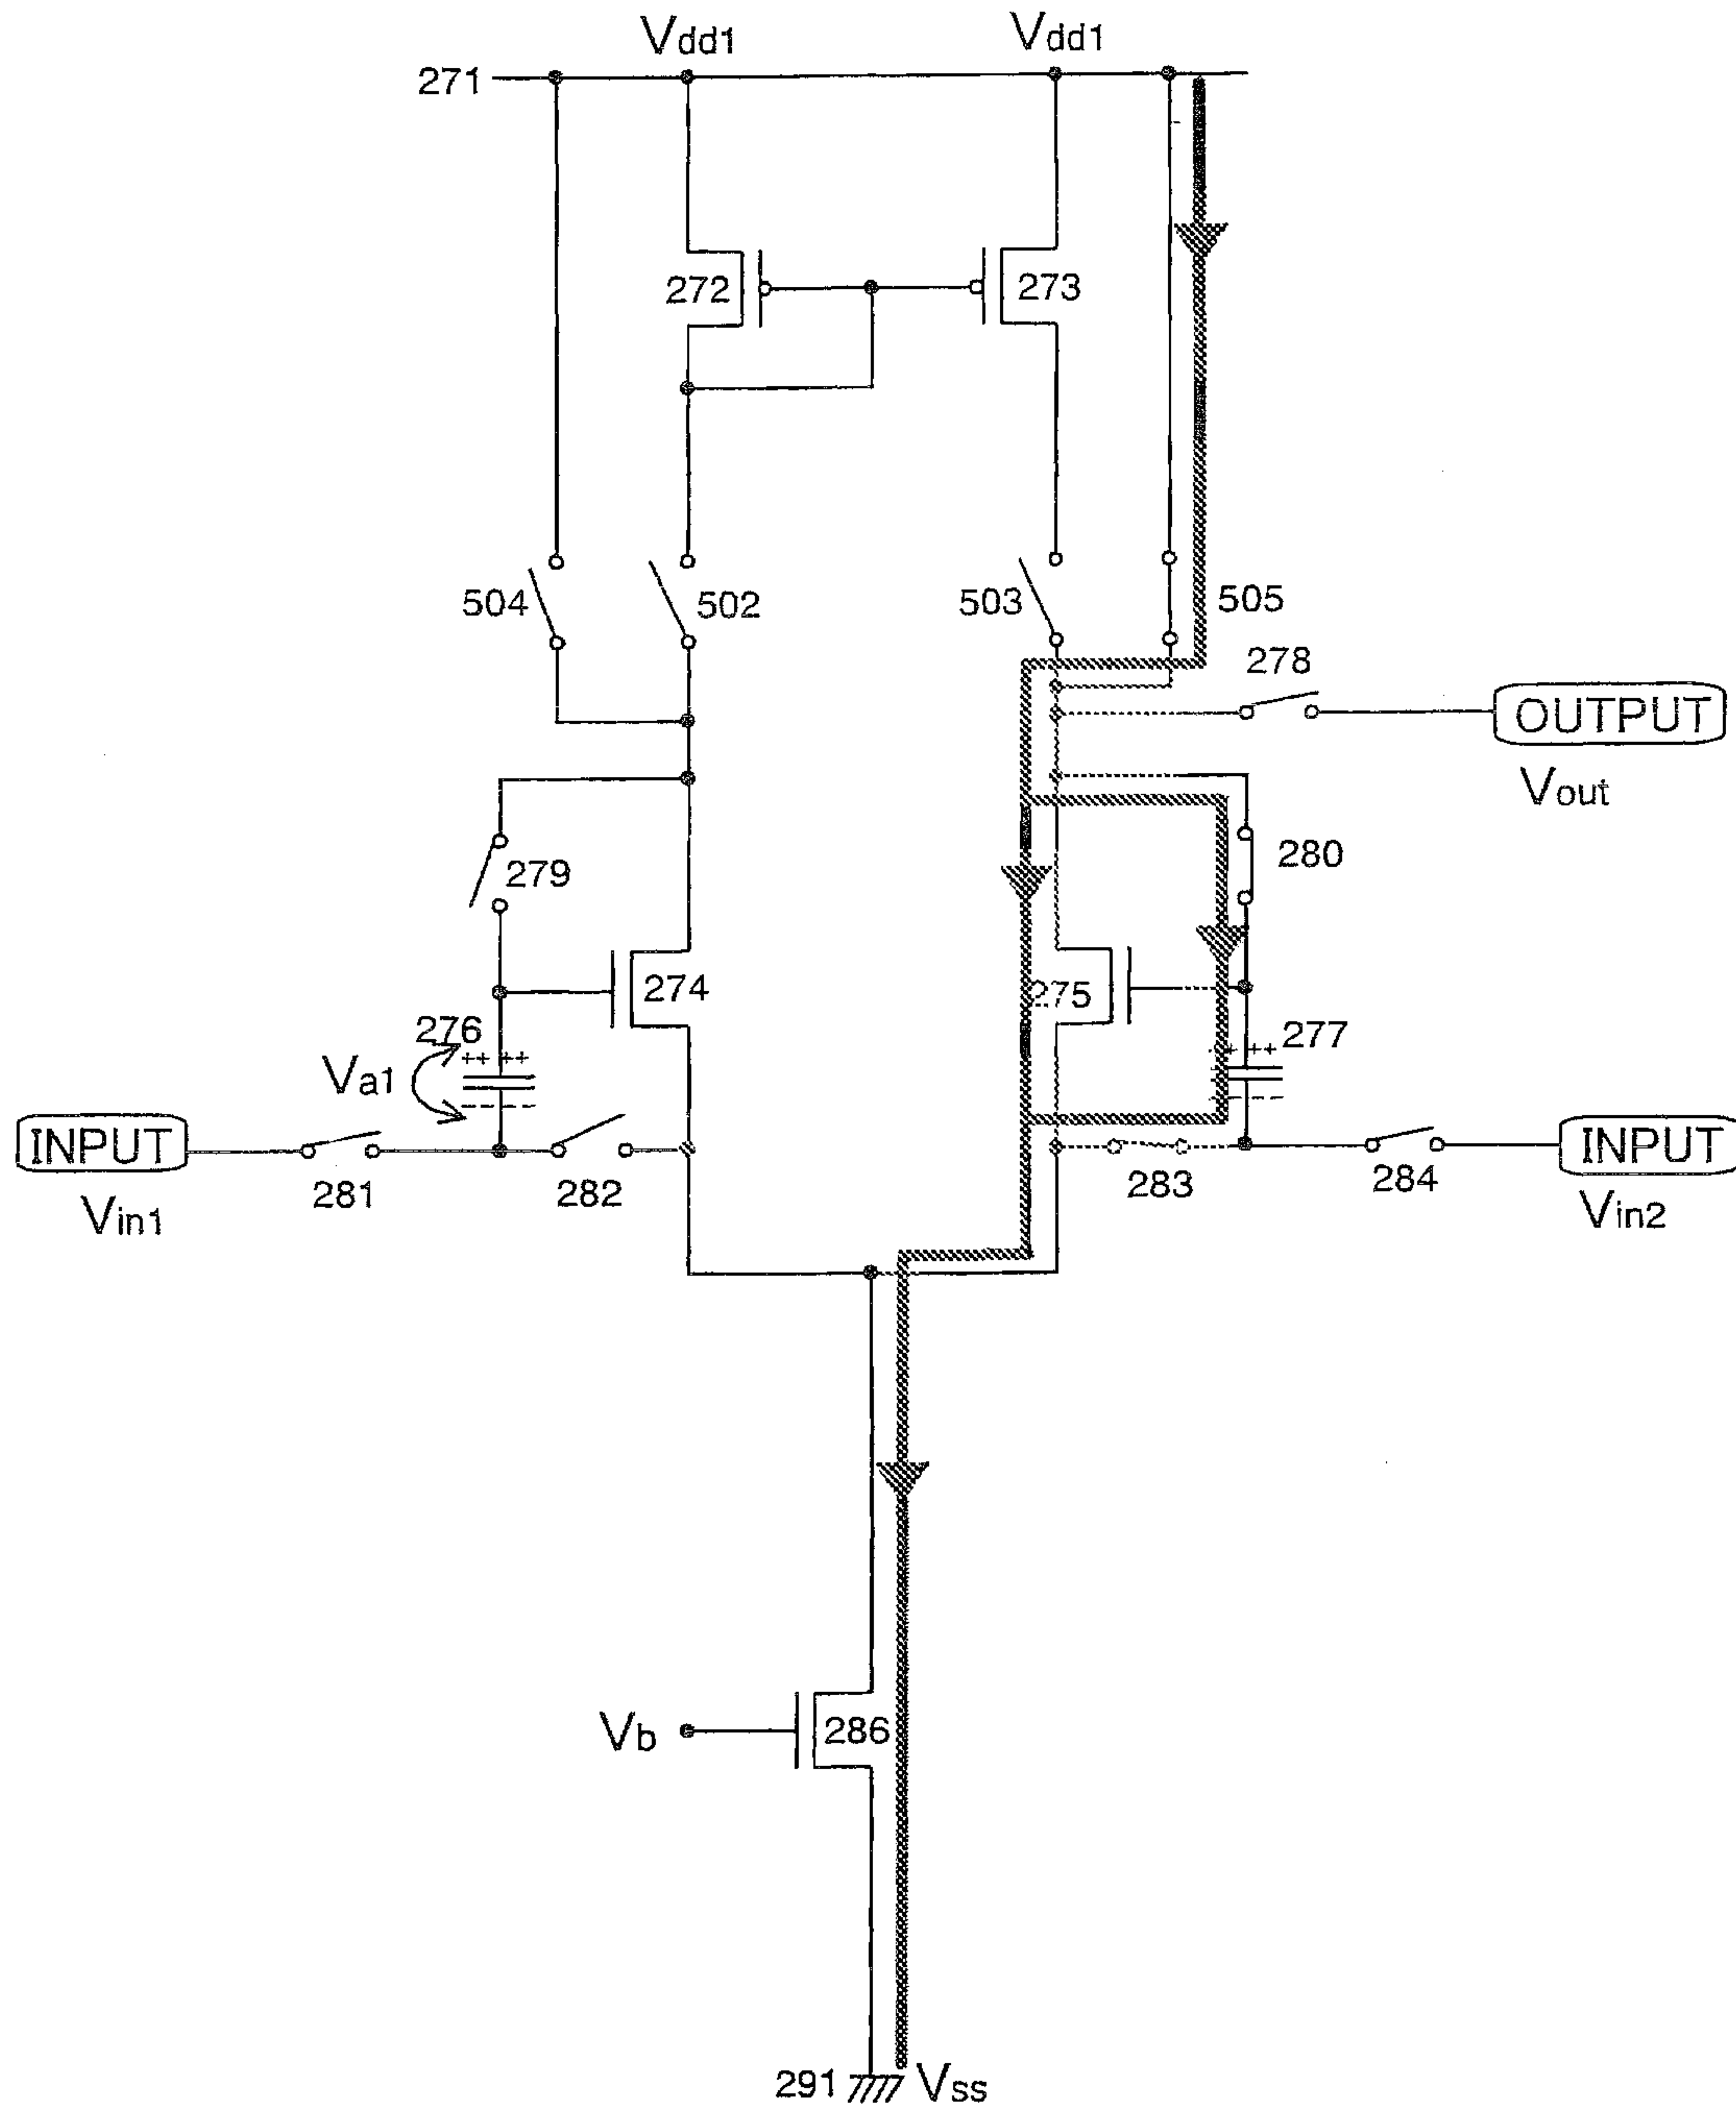 Vdd1 Vdd1
271
272 273
504 502 503 505
278
OUTPUT
Vout
279 280
274 275
276 ++ ++ ++ 277
Va1
INPUT INPUT
281 282 283 284
Vin1 Vin2
Vb 286
291 Vss